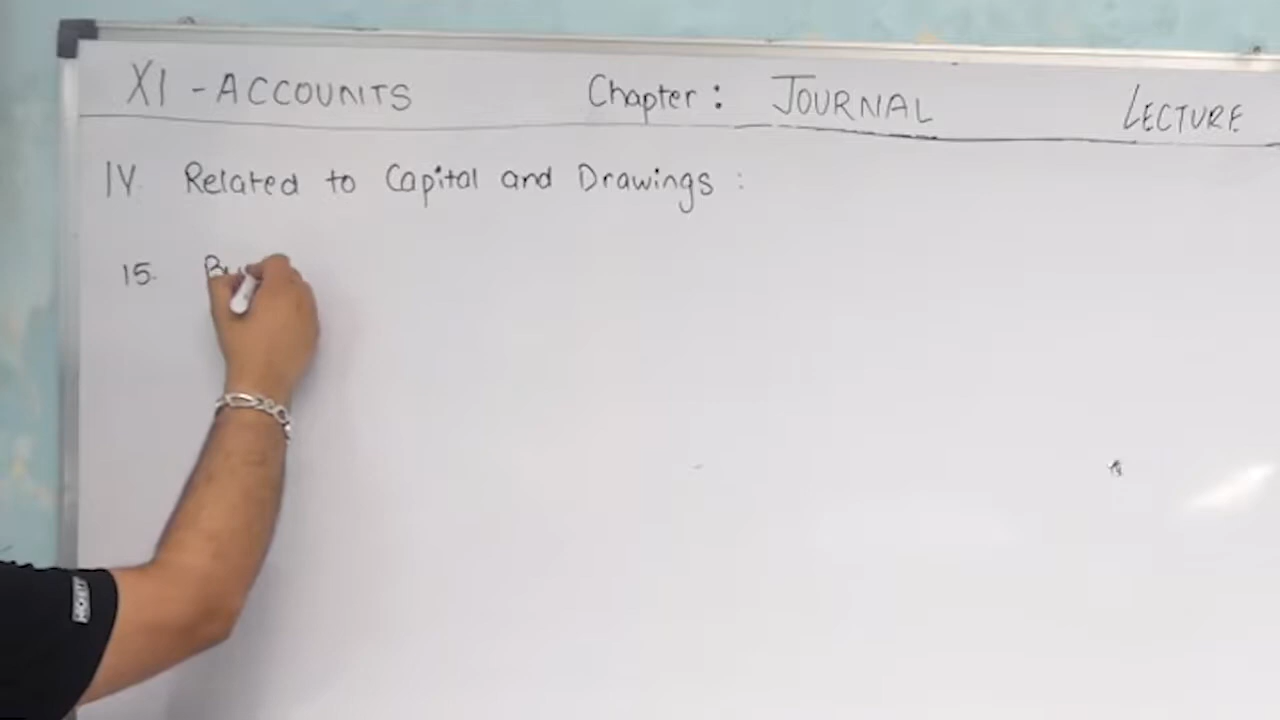 XI - ACCOUNTS Chapter : JOURNAL LECTURE
IV. Related to Capital and Drawings :
15.